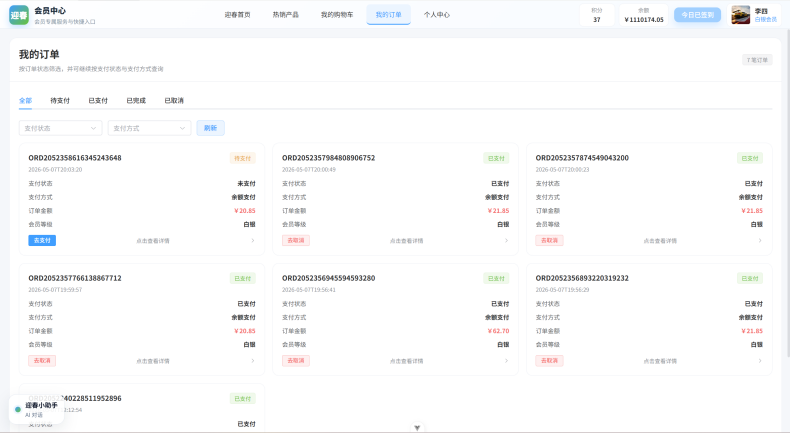 迎春
会员中心
会员专属服务与快捷入口
迎春首页
热销产品
我的购物车
我的订单
个人中心
积分
37
余额
￥1110174.05
今日已签到
李四
白银会员
我的订单
按订单状态筛选，并可继续按支付状态与支付方式查询
7 笔订单
全部
待支付
已支付
已完成
已取消
支付状态
支付方式
刷新
ORD2052358616345243648
待支付
2026-05-07T20:03:20
支付状态
未支付
支付方式
余额支付
订单金额
￥20.85
会员等级
白银
去支付
点击查看详情
ORD2052357984808906752
已支付
2026-05-07T20:00:49
支付状态
已支付
支付方式
余额支付
订单金额
￥21.85
会员等级
白银
去取消
点击查看详情
ORD2052357874549043200
已支付
2026-05-07T20:00:23
支付状态
已支付
支付方式
余额支付
订单金额
￥21.85
会员等级
白银
去取消
点击查看详情
ORD2052357766138867712
已支付
2026-05-07T19:59:57
支付状态
已支付
支付方式
余额支付
订单金额
￥20.85
会员等级
白银
去取消
点击查看详情
ORD2052356945594593280
已支付
2026-05-07T19:56:41
支付状态
已支付
支付方式
余额支付
订单金额
￥62.70
会员等级
白银
去取消
点击查看详情
ORD2052356893220319232
已支付
2026-05-07T19:56:29
支付状态
已支付
支付方式
余额支付
订单金额
￥21.85
会员等级
白银
去取消
点击查看详情
40228511952896
已支付
:12:54
支付状态
已支付
迎春小助手
AI 对话